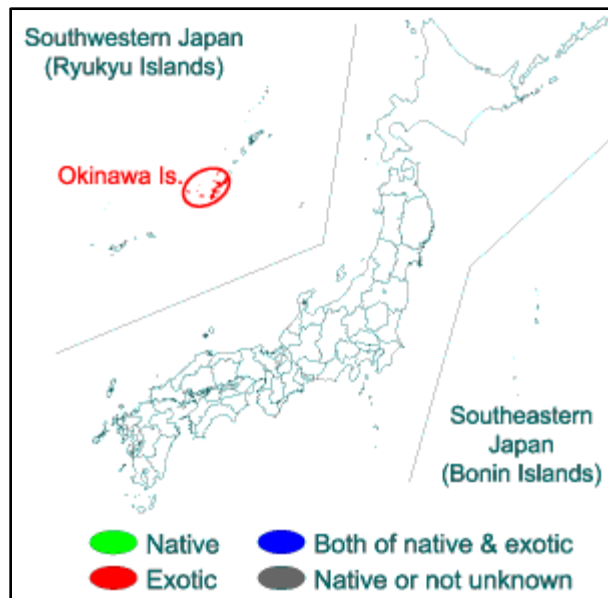 Southwestern Japan
(Ryukyu Islands)
Okinawa Is.
Southeastern
Japan
(Bonin Islands)
Native
Both of native & exotic
Exotic
Native or not unknown